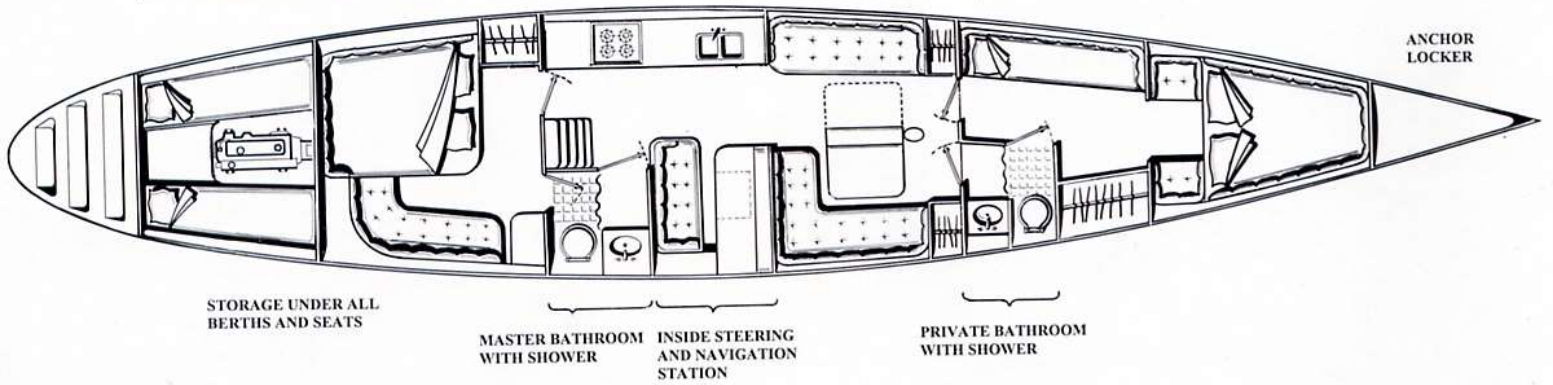 ANCHOR
LOCKER
STORAGE UNDER ALL
BERTHS AND SEATS
MASTER BATHROOM
WITH SHOWER
INSIDE STEERING
AND NAVIGATION
STATION
PRIVATE BATHROOM
WITH SHOWER